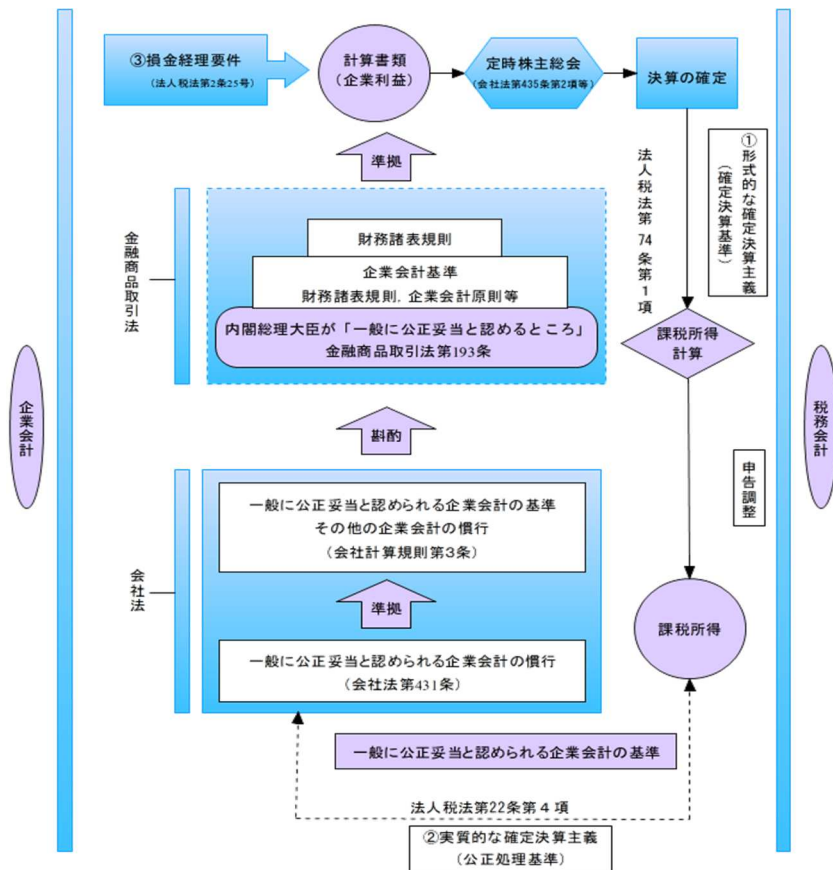 ③損金経理要件
(法人税法第2条25号)
計算書類
(企業利益)
定時株主総会
(会社法第435条第2項等)
決算の確定
準拠
①形式的な確定決算主義
(確定決算基準)
法人税法第74条第1項
金融商品取引法
財務諸表規則
企業会計基準
財務諸表規則, 企業会計原則等
内閣総理大臣が「一般に公正妥当と認めるところ」
金融商品取引法第193条
課税所得
計算
企業会計
税務会計
斟酌
申告調整
会社法
一般に公正妥当と認められる企業会計の基準
その他の企業会計の慣行
(会社計算規則第3条)
準拠
課税所得
一般に公正妥当と認められる企業会計の慣行
(会社法第431条)
一般に公正妥当と認められる企業会計の基準
法人税法第22条第4項
②実質的な確定決算主義
(公正処理基準)